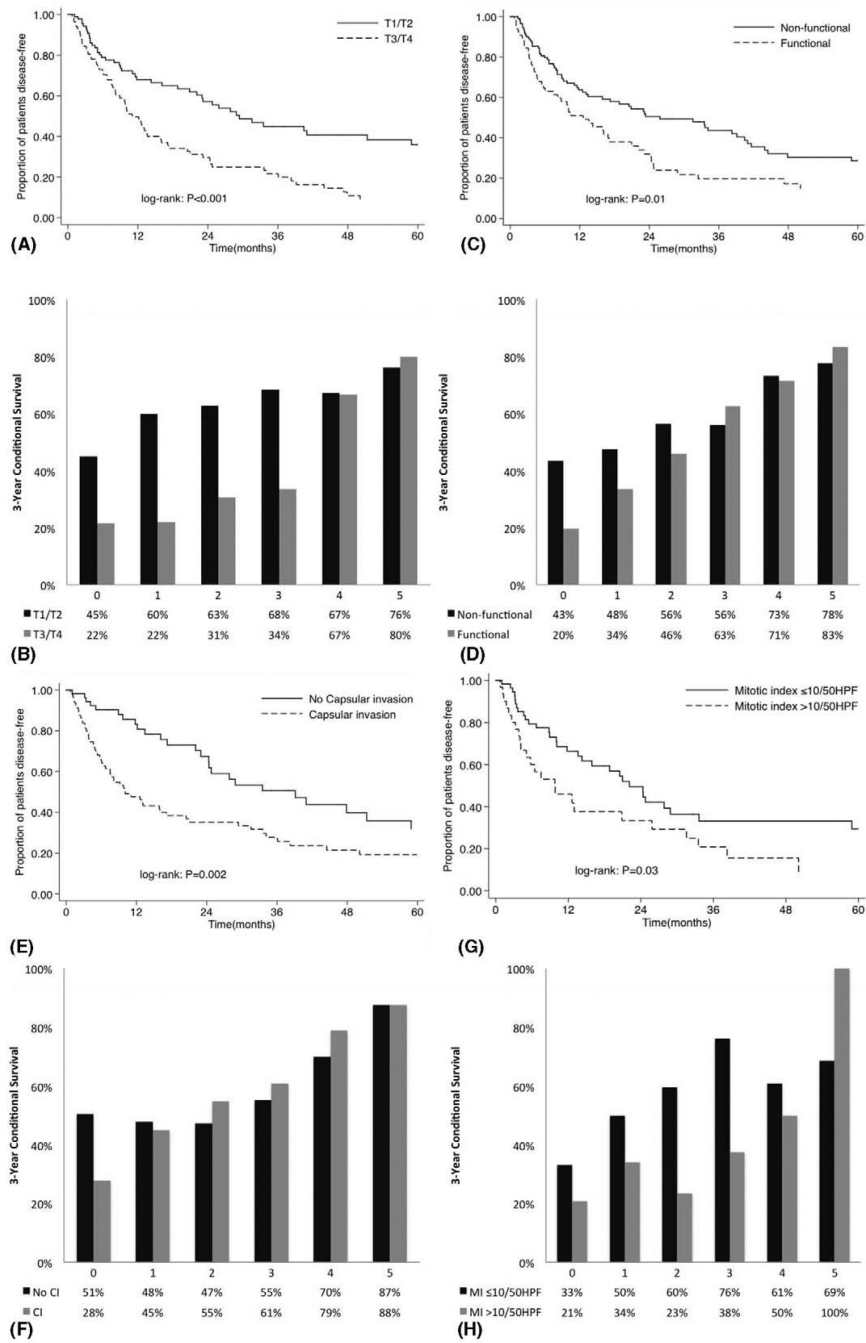 1.00
0.80
0.60
0.40
0.20
0.00
Proportion of patients disease-free
T1/T2
T3/T4
log-rank: P<0.001
0 12 24 36 48 60
Time(months)
(A)
1.00
0.80
0.60
0.40
0.20
0.00
Proportion of patients disease-free
Non-functional
Functional
log-rank: P=0.01
0 12 24 36 48 60
Time(months)
(C)
100%
80%
60%
40%
20%
0%
3-Year Conditional Survival
0 1 2 3 4 5
T1/T2 45% 60% 63% 68% 67% 76%
T3/T4 22% 22% 31% 34% 67% 80%
(B)
100%
80%
60%
40%
20%
0%
3-Year Conditional Survival
0 1 2 3 4 5
Non-functional 43% 48% 56% 56% 73% 78%
Functional 20% 34% 46% 63% 71% 83%
(D)
1.00
0.80
0.60
0.40
0.20
0.00
Proportion of patients disease-free
No Capsular invasion
Capsular invasion
log-rank: P=0.002
0 12 24 36 48 60
Time(months)
(E)
1.00
0.80
0.60
0.40
0.20
0.00
Proportion of patients disease-free
Mitotic index ≤10/50HPF
Mitotic index >10/50HPF
log-rank: P=0.03
0 12 24 36 48 60
Time(months)
(G)
100%
80%
60%
40%
20%
0%
3-Year Conditional Survival
0 1 2 3 4 5
No CI 51% 48% 47% 55% 70% 87%
CI 28% 45% 55% 61% 79% 88%
(F)
100%
80%
60%
40%
20%
0%
3-Year Conditional Survival
0 1 2 3 4 5
MI ≤10/50HPF 33% 50% 60% 76% 61% 69%
MI >10/50HPF 21% 34% 23% 38% 50% 100%
(H)